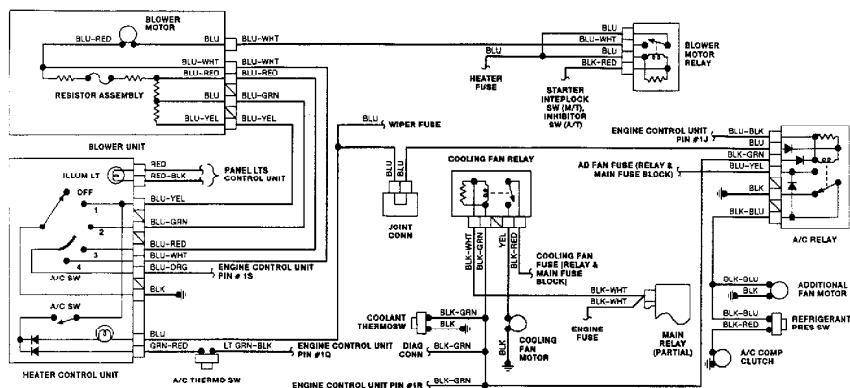 BLOWER
MOTOR
BLU-RED
BLU
BLU-WHT
BLU-WHT
BLU-RED
RESISTOR ASSEMBLY
BLU
BLU-YEL
BLOWER UNIT
BLU-WHT
BLU-WHT
BLU-RED
BLU-GRN
BLU-YEL
BLU
BLU
BLU-WHT
BLU
BLK-RED
BLOWER
MOTOR
RELAY
HEATER
FUSE
STARTER
INTEPLOCK
SW (M/T),
INHIBITOR
SW (A/T)
BLU
WIPER FUSE
ILLUM LT
RED
RED-BLK
PANEL LTS
CONTROL UNIT
OFF
1
2
3
4
A/C SW
BLU-YEL
BLU-GRN
BLU-RED
BLU-WHT
BLU-ORG
ENGINE CONTROL UNIT
PIN # 1S
BLK
A/C SW
BLU
GRN-RED
LT GRN-BLK
ENGINE CONTROL UNIT
PIN #1Q
HEATER CONTROL UNIT
A/C THERMO SW
BLU
BLU
JOINT
CONN
COOLING FAN RELAY
BLK-WHT
BLK-GRN
YEL
BLK-RED
COOLING FAN
FUSE (RELAY &
MAIN FUSE
BLOCK)
BLK-WHT
BLK-WHT
ENGINE
FUSE
MAIN
RELAY
(PARTIAL)
COOLANT
THERMOSW
BLK-GRN
BLK
DIAG
CONN
BLK-GRN
BLK
COOLING
FAN
MOTOR
ENGINE CONTROL UNIT PIN #1R
BLK-GRN
ENGINE CONTROL UNIT
PIN #1J
BLU-BLK
BLU
BLK-GRN
BLU-YEL
AD FAN FUSE (RELAY &
MAIN FUSE BLOCK)
BLK
BLK-BLU
A/C RELAY
BLK-BLU
BLK
ADDITIONAL
FAN MOTOR
BLK-BLU
BLK-RED
REFRIGERANT
PRES SW
A/C COMP
CLUTCH